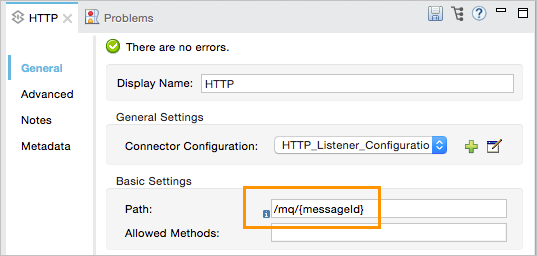 HTTP Problems
There are no errors.
General
Advanced
Notes
Metadata
Display Name: HTTP
General Settings
Connector Configuration: HTTP_Listener_Configuratio
Basic Settings
Path: /mq/{messageId}
Allowed Methods: